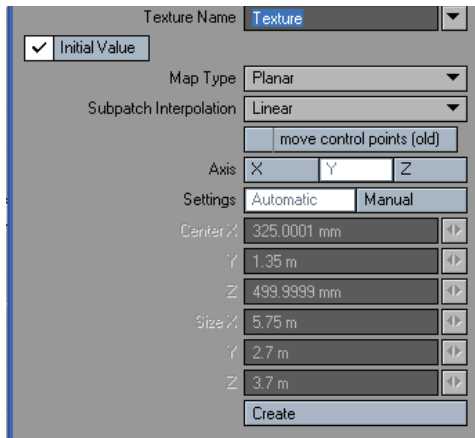 Texture Name Texture
Initial Value
Map Type Planar
Subpatch Interpolation Linear
move control points (old)
Axis X Y Z
Settings Automatic Manual
Center X 325.0001 mm
Y 1.35 m
Z 499.9999 mm
Size X 5.75 m
Y 2.7 m
Z 3.7 m
Create